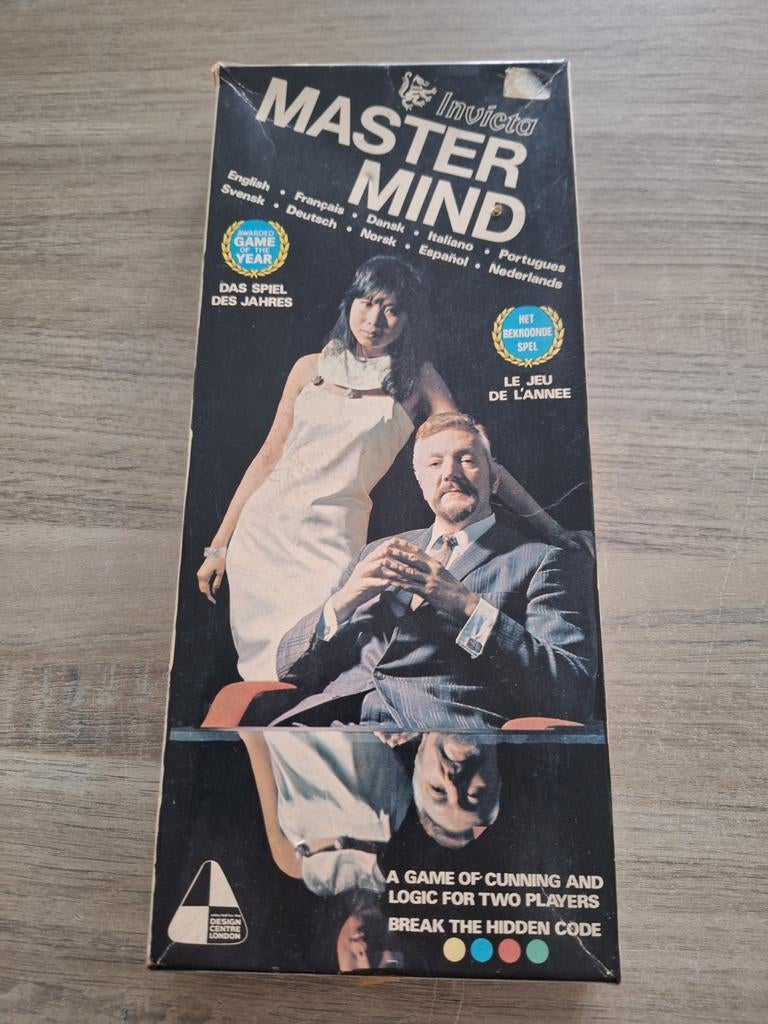 Invicta
MASTER
MIND
English • Français • Dansk • Italiano • Portugues
Svensk • Deutsch • Norsk • Español • Nederlands
AWARDED
GAME
OF THE
YEAR
DAS SPIEL
DES JAHRES
HET
BEKROONDE
SPEL
LE JEU
DE L'ANNEE
A GAME OF CUNNING AND
LOGIC FOR TWO PLAYERS
BREAK THE HIDDEN CODE
DESIGN
CENTRE
LONDON